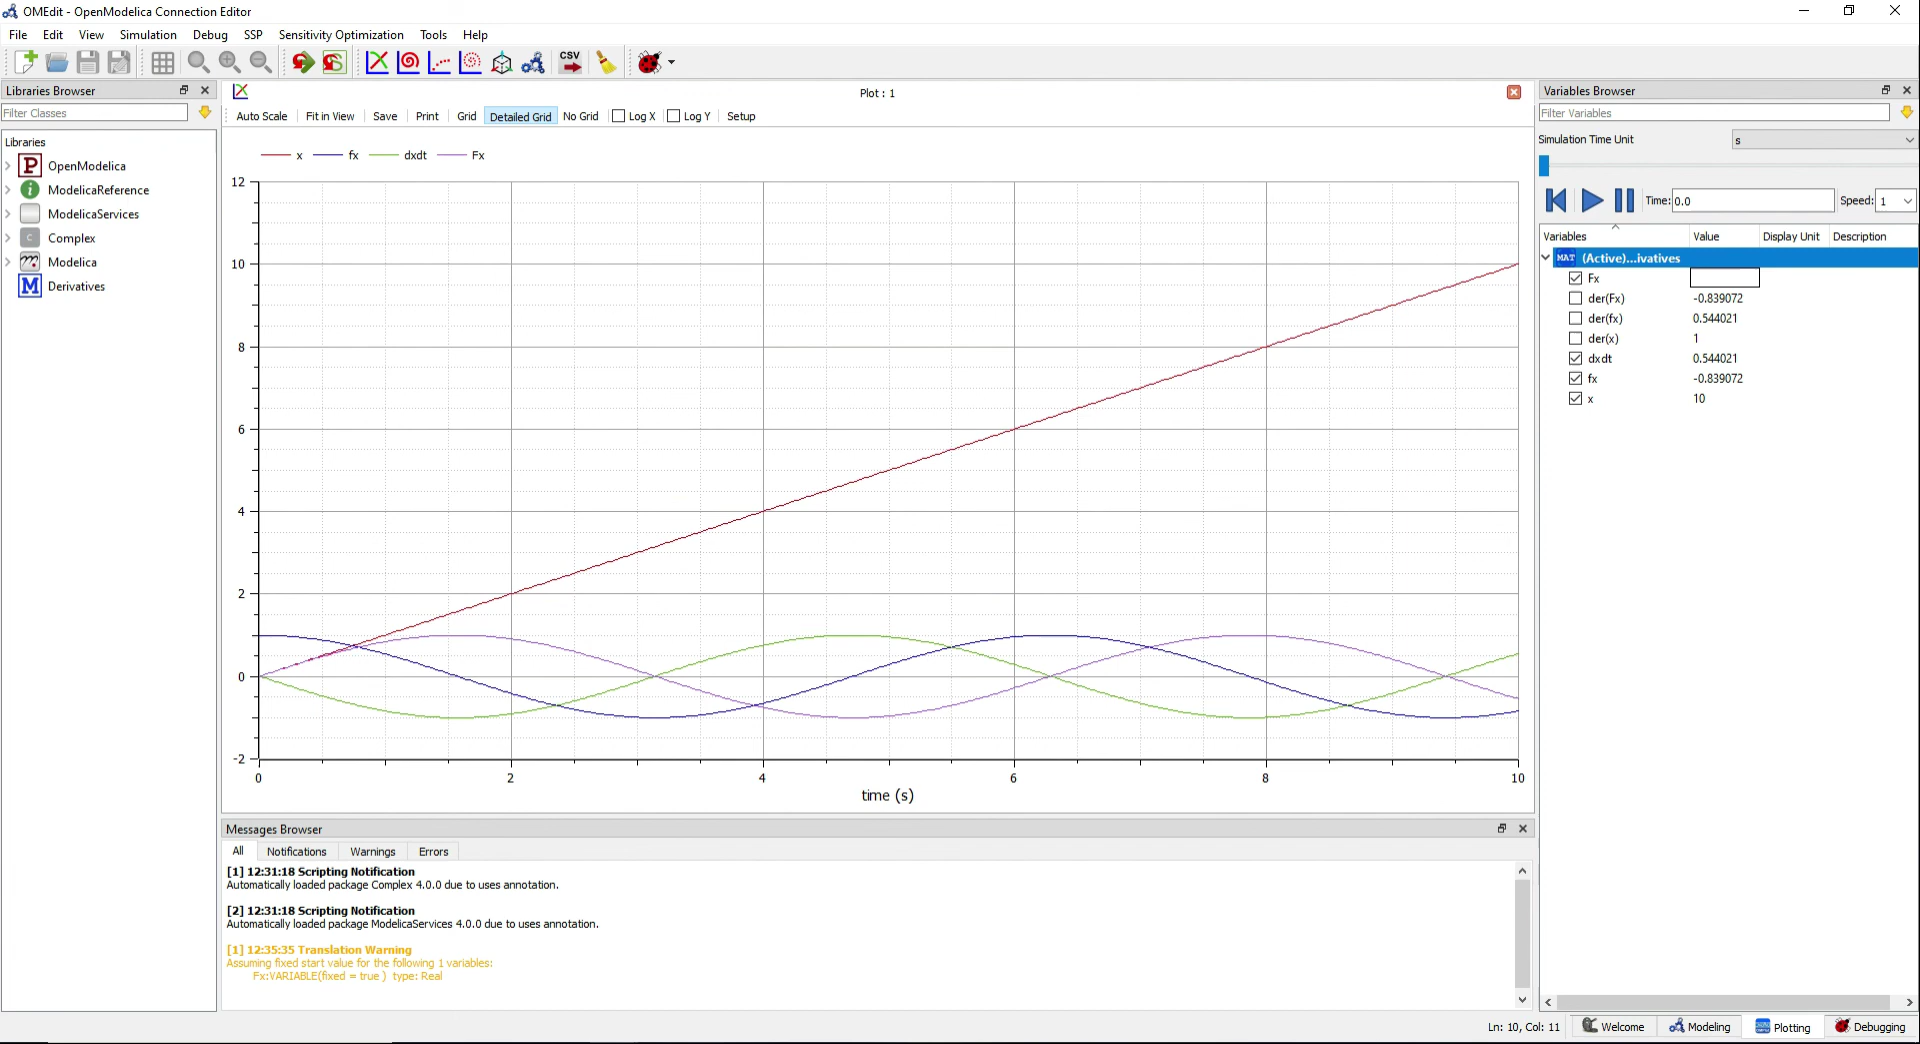 OMEdit - OpenModelica Connection Editor
File Edit View Simulation Debug SSP Sensitivity Optimization Tools Help
CSV
Libraries Browser
Filter Classes
Libraries
P OpenModelica
i ModelicaReference
ModelicaServices
C Complex
Modelica
M Derivatives
Plot : 1
Auto Scale Fit in View Save Print Grid Detailed Grid No Grid Log X Log Y Setup
x fx dxdt Fx
12
10
8
6
4
2
0
-2
0 2 4 6 8 10
time (s)
Messages Browser
All Notifications Warnings Errors
[1] 12:31:18 Scripting Notification
Automatically loaded package Complex 4.0.0 due to uses annotation.
[2] 12:31:18 Scripting Notification
Automatically loaded package ModelicaServices 4.0.0 due to uses annotation.
[1] 12:35:35 Translation Warning
Assuming fixed start value for the following 1 variables:
Fx:VARIABLE(fixed = true ) type: Real
Variables Browser
Filter Variables
Simulation Time Unit s
Time: 0.0 Speed: 1
Variables Value Display Unit Description
MAT (Active)...ivatives
Fx
der(Fx) -0.839072
der(fx) 0.544021
der(x) 1
dxdt 0.544021
fx -0.839072
x 10
Ln: 10, Col: 11 Welcome Modeling Plotting Debugging